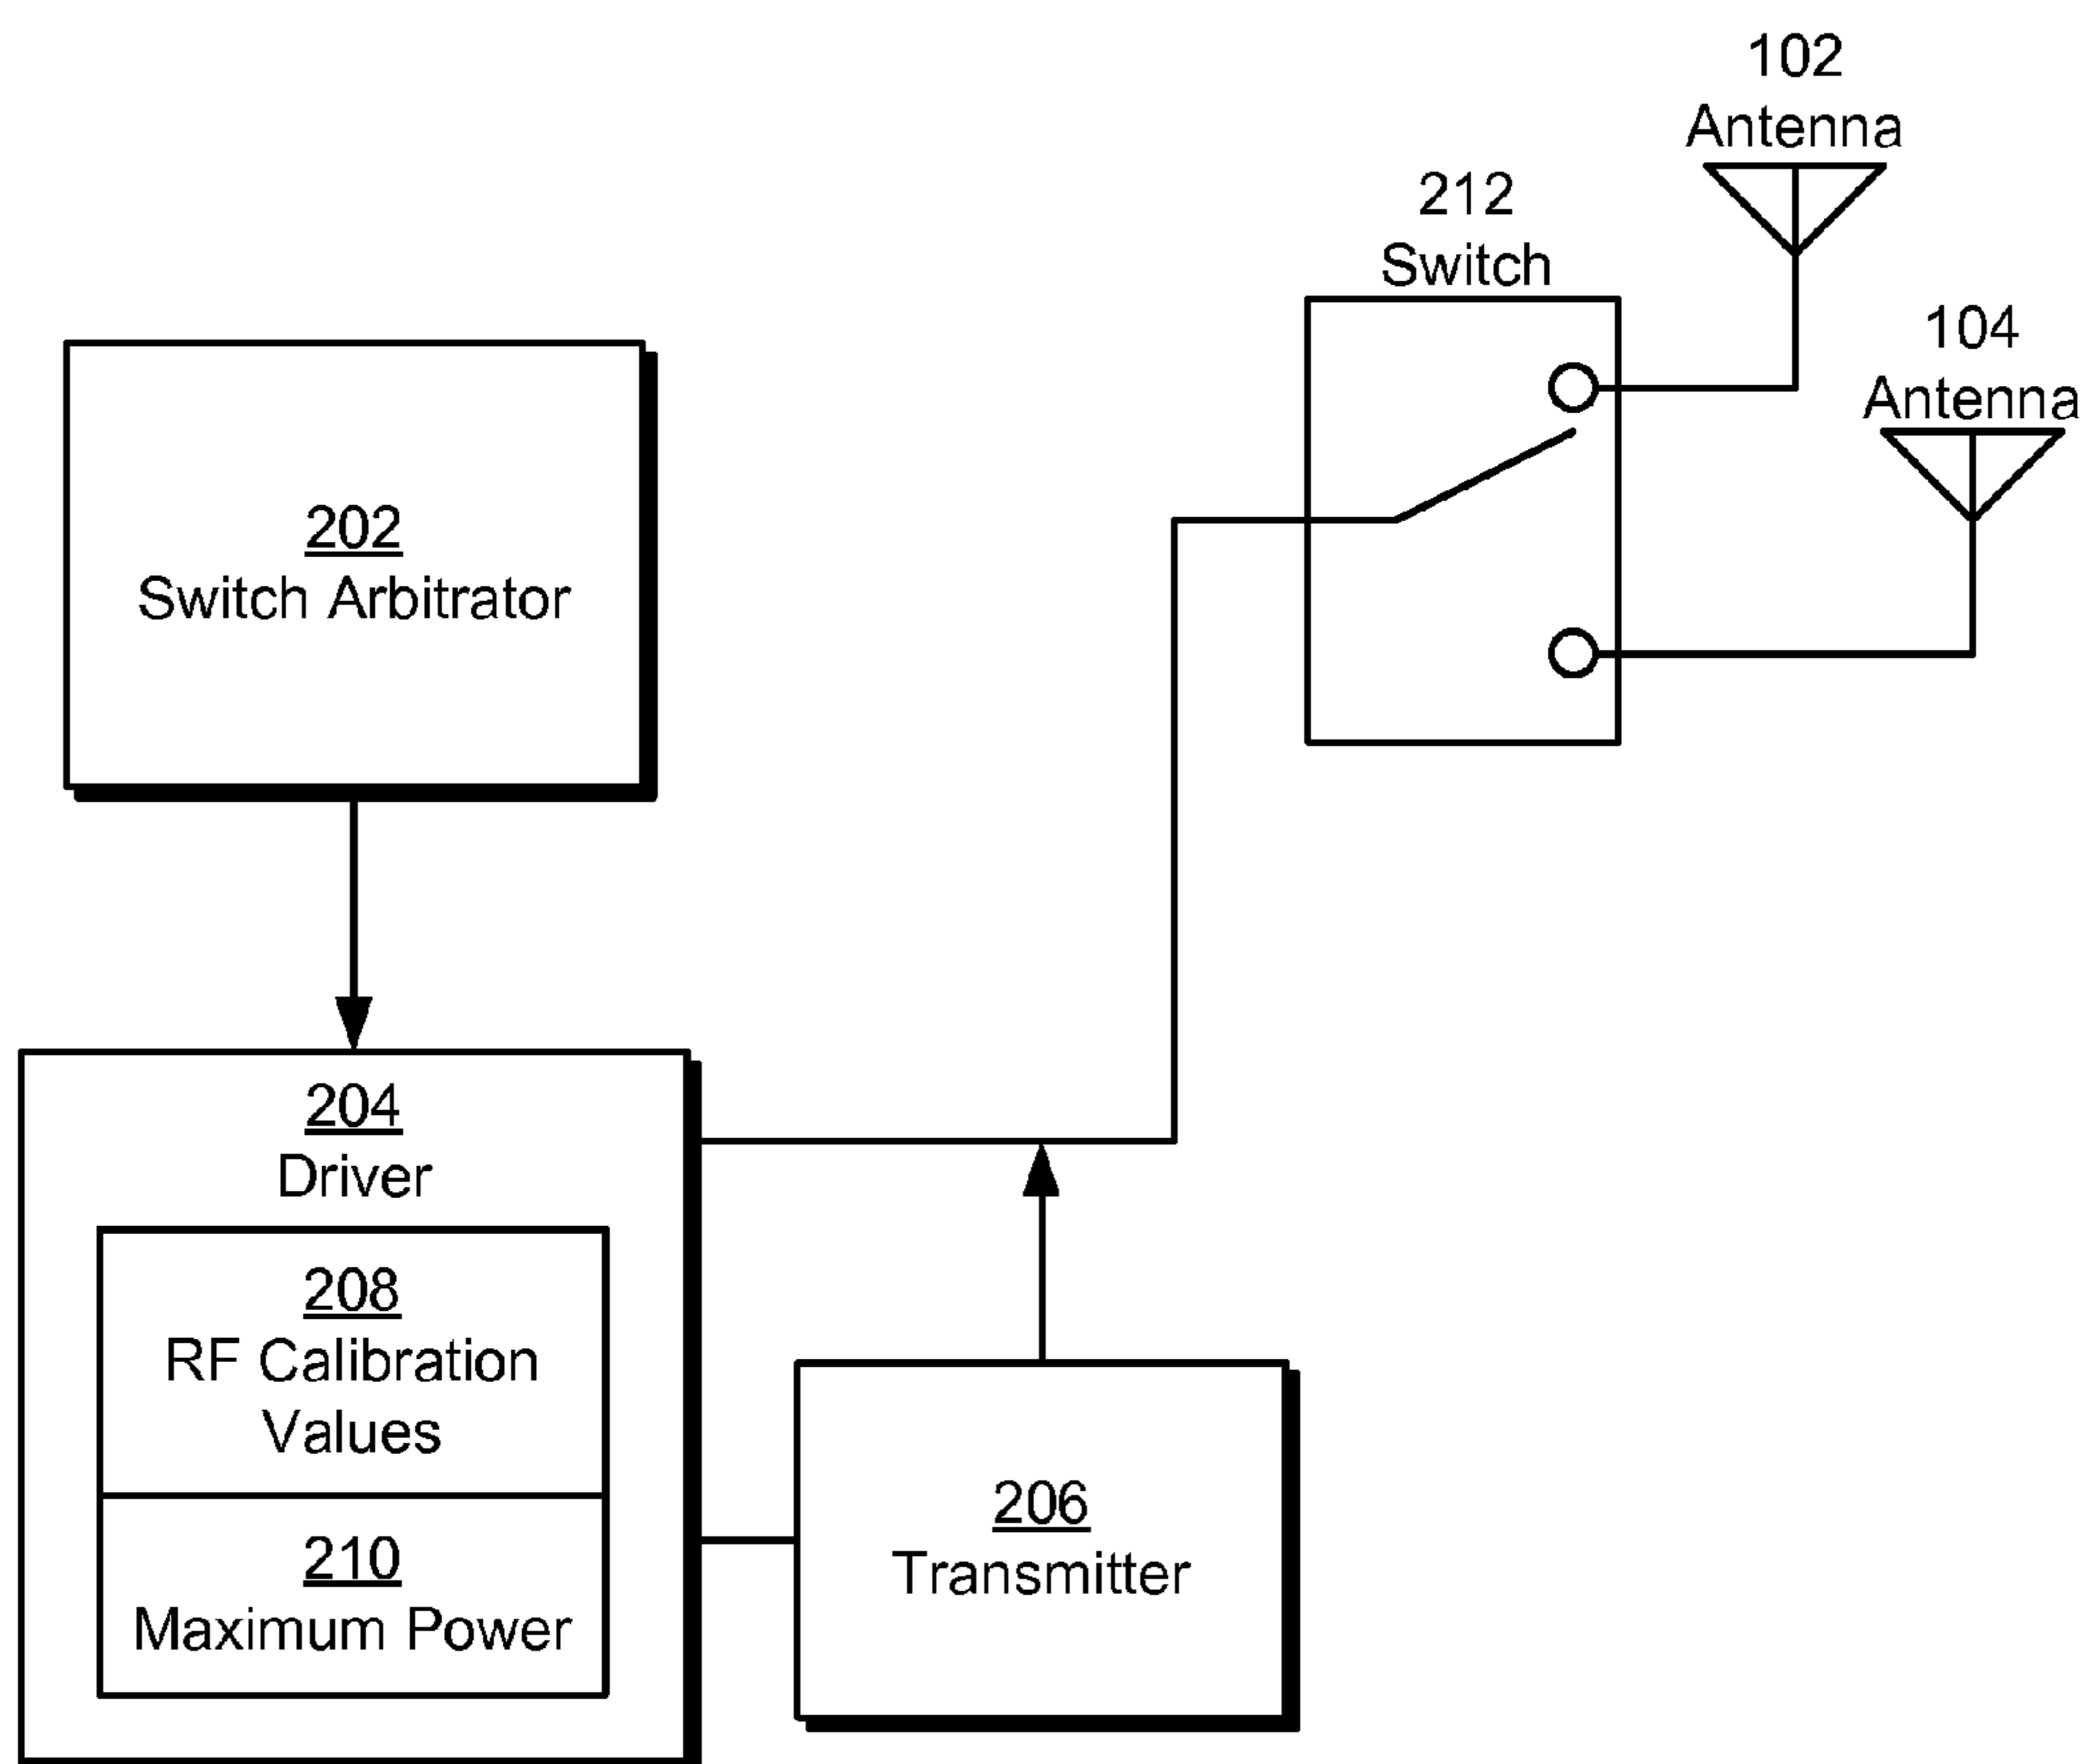 102
Antenna
212
Switch
104
Antenna
202
Switch Arbitrator
204
Driver
208
RF Calibration
Values
210
Maximum Power
206
Transmitter